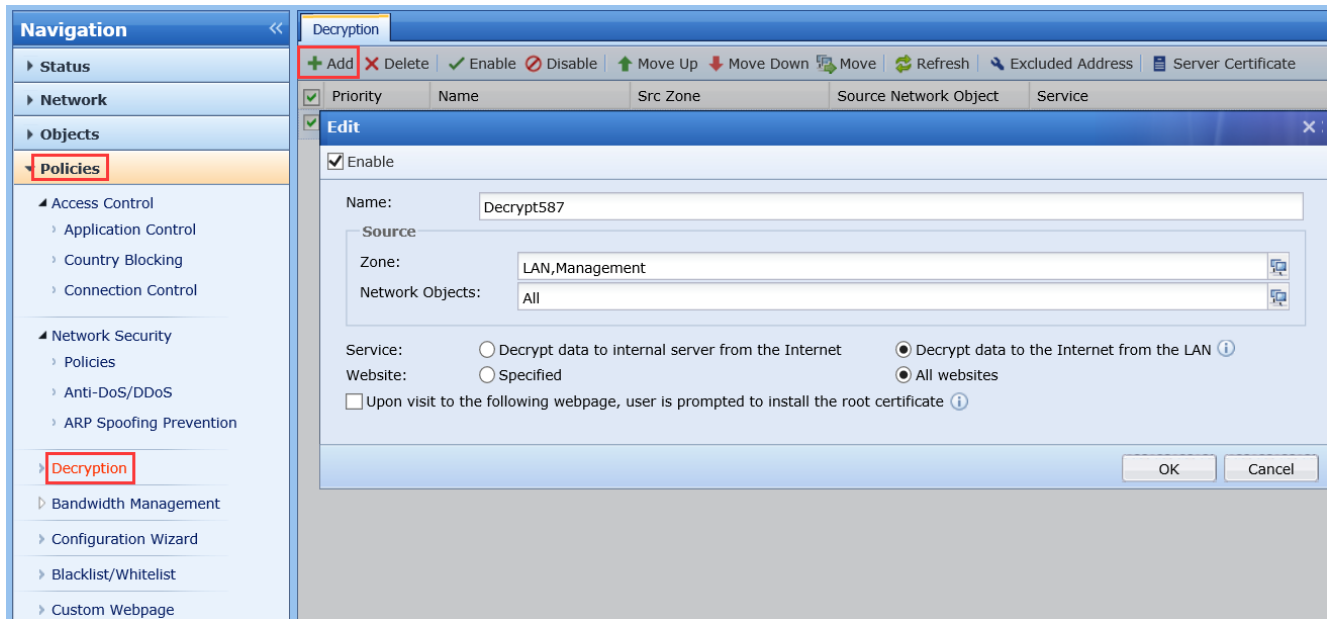 Navigation
Status
Network
Objects
Policies
Access Control
Application Control
Country Blocking
Connection Control
Network Security
Policies
Anti-DoS/DDoS
ARP Spoofing Prevention
Decryption
Bandwidth Management
Configuration Wizard
Blacklist/Whitelist
Custom Webpage
Decryption
Add Delete Enable Disable Move Up Move Down Move Refresh Excluded Address Server Certificate
Priority Name Src Zone Source Network Object Service
Edit
Enable
Name: Decrypt587
Source
Zone: LAN,Management
Network Objects: All
Service: Decrypt data to internal server from the Internet Decrypt data to the Internet from the LAN
Website: Specified All websites
Upon visit to the following webpage, user is prompted to install the root certificate
OK Cancel